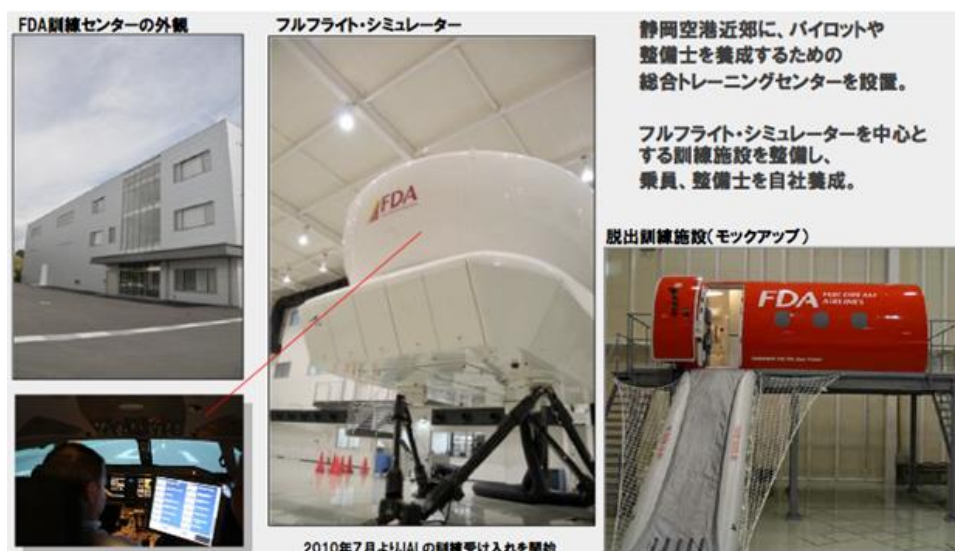 FDA訓練センターの外観
フルフライト・シミュレーター
静岡空港近郊に、パイロットや
整備士を養成するための
総合トレーニングセンターを設置。
フルフライト・シミュレーターを中心と
する訓練施設を整備し、
乗員、整備士を自社養成。
脱出訓練施設(モックアップ)
FDA
FDA
AIRLINES
2010年7月よりJALの訓練受け入れを開始